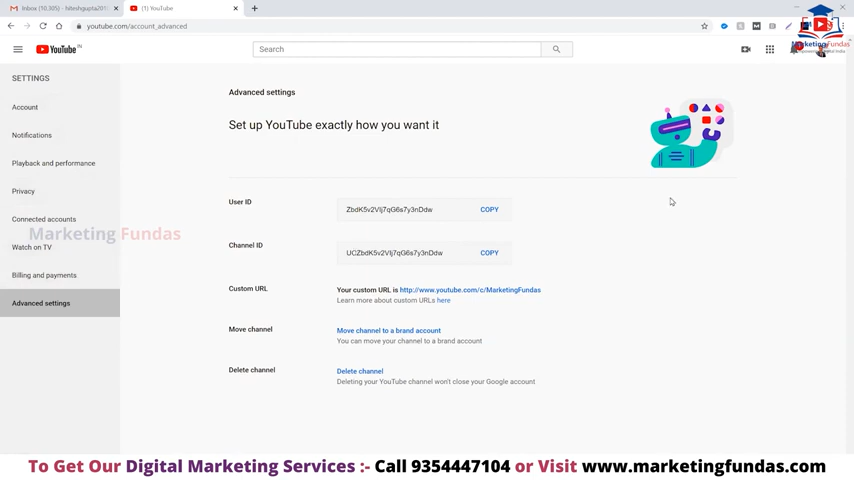 Inbox (10,305) - hiteshgupta201
(1) YouTube
youtube.com/account_advanced
YouTube IN
Search
SETTINGS
Account
Notifications
Playback and performance
Privacy
Connected accounts
Watch on TV
Billing and payments
Advanced settings
Marketing Fundas
Advanced settings
Set up YouTube exactly how you want it
User ID
ZbdK5v2VIj7qG6s7y3nDdw COPY
Channel ID
UCZbdK5v2VIj7qG6s7y3nDdw COPY
Custom URL
Your custom URL is http://www.youtube.com/c/MarketingFundas
Learn more about custom URLs here
Move channel
Move channel to a brand account
You can move your channel to a brand account
Delete channel
Delete channel
Deleting your YouTube channel won't close your Google account
To Get Our Digital Marketing Services :- Call 9354447104 or Visit www.marketingfundas.com